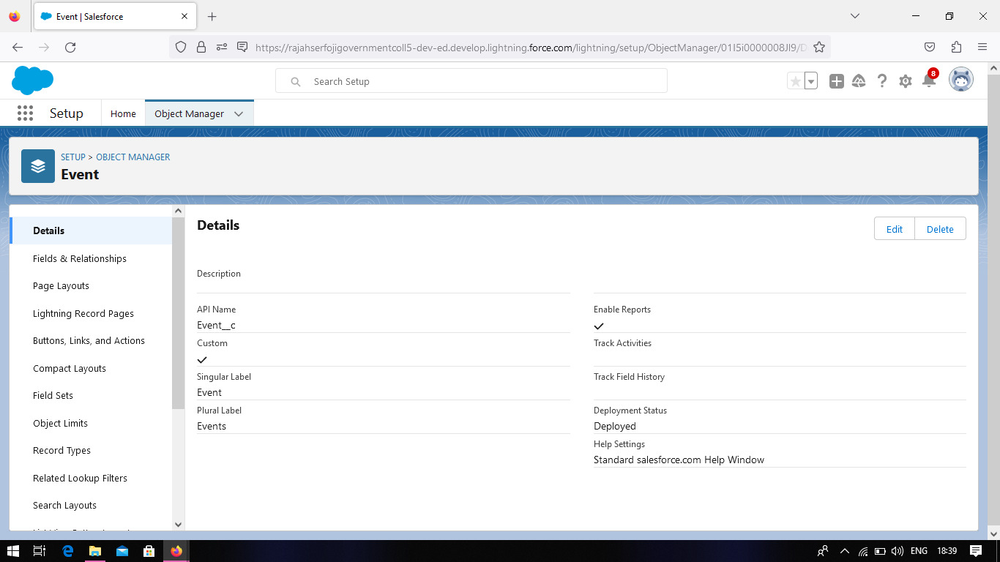 Event | Salesforce
https://rajahserfojigovernmentcoll5-dev-ed.develop.lightning.force.com/lightning/setup/ObjectManager/01I5i0000008Jl9/D
Search Setup
8
Setup
Home
Object Manager
SETUP > OBJECT MANAGER
Event
Details
Fields & Relationships
Page Layouts
Lightning Record Pages
Buttons, Links, and Actions
Compact Layouts
Field Sets
Object Limits
Record Types
Related Lookup Filters
Search Layouts
Details
Edit
Delete
Description
API Name
Event__c
Custom
Singular Label
Event
Plural Label
Events
Enable Reports
Track Activities
Track Field History
Deployment Status
Deployed
Help Settings
Standard salesforce.com Help Window
ENG
18:39